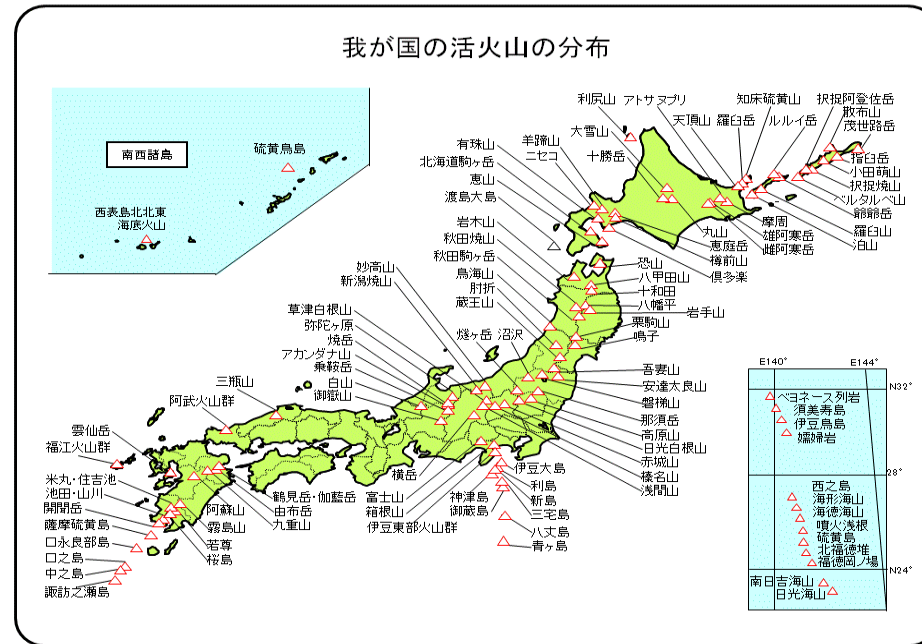 我が国の活火山の分布
南西諸島
硫黄鳥島
西表島北北東
海底火山
利尻山
アトサヌプリ
知床硫黄山
択捉阿登佐岳
散布山
茂世路岳
天頂山
羅臼岳
ルルイ岳
羊蹄山
大雪山
有珠山
ニセコ
十勝岳
北海道駒ヶ岳
恵山
渡島大島
指臼岳
小田萌山
択捉焼山
ベルタルベ山
爺爺岳
羅臼山
泊山
摩周
雄阿寒岳
雌阿寒岳
丸山
恵庭岳
樽前山
倶多楽
岩木山
秋田焼山
秋田駒ヶ岳
鳥海山
肘折
蔵王山
恐山
八甲田山
十和田
八幡平
岩手山
栗駒山
鳴子
妙高山
新潟焼山
燧ヶ岳
沼沢
草津白根山
弥陀ヶ原
焼岳
アカンダナ山
乗鞍岳
白山
御嶽山
吾妻山
安達太良山
磐梯山
那須岳
高原山
日光白根山
赤城山
榛名山
浅間山
三瓶山
阿武火山群
雲仙岳
福江火山群
米丸・住吉池
池田・山川
開聞岳
薩摩硫黄島
口永良部島
口之島
中之島
諏訪之瀬島
鶴見岳・伽藍岳
由布岳
九重山
阿蘇山
霧島山
若尊
桜島
横岳
富士山
箱根山
伊豆東部火山群
伊豆大島
利島
新島
神津島
御蔵島
三宅島
八丈島
青ヶ島
E140°
E144°
N32°
ベヨネース列岩
須美寿島
伊豆鳥島
孀婦岩
28°
西之島
海形海山
海徳海山
噴火浅根
硫黄島
北福徳堆
福徳岡ノ場
N24°
南日吉海山
日光海山